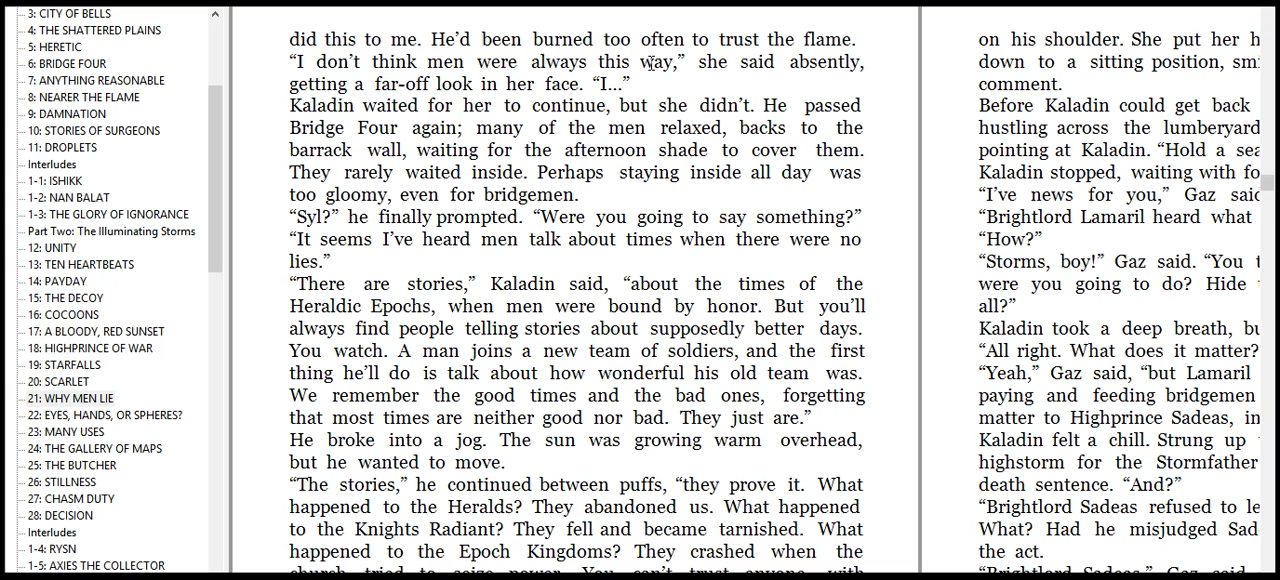 3: CITY OF BELLS
4: THE SHATTERED PLAINS
5: HERETIC
6: BRIDGE FOUR
7: ANYTHING REASONABLE
8: NEARER THE FLAME
9: DAMNATION
10: STORIES OF SURGEONS
11: DROPLETS
Interludes
1-1: ISHIKK
1-2: NAN BALAT
1-3: THE GLORY OF IGNORANCE
Part Two: The Illuminating Storms
12: UNITY
13: TEN HEARTBEATS
14: PAYDAY
15: THE DECOY
16: COCOONS
17: A BLOODY, RED SUNSET
18: HIGHPRINCE OF WAR
19: STARFALLS
20: SCARLET
21: WHY MEN LIE
22: EYES, HANDS, OR SPHERES?
23: MANY USES
24: THE GALLERY OF MAPS
25: THE BUTCHER
26: STILLNESS
27: CHASM DUTY
28: DECISION
Interludes
1-4: RYSN
1-5: AXIES THE COLLECTOR
did this to me. He’d been burned too often to trust the flame.
“I don’t think men were always this way,” she said absently,
getting a far-off look in her face. “I...”
Kaladin waited for her to continue, but she didn’t. He passed
Bridge Four again; many of the men relaxed, backs to the
barrack wall, waiting for the afternoon shade to cover them.
They rarely waited inside. Perhaps staying inside all day was
too gloomy, even for bridgemen.
“Syl?” he finally prompted. “Were you going to say something?”
“It seems I’ve heard men talk about times when there were no
lies.”
“There are stories,” Kaladin said, “about the times of the
Heraldic Epochs, when men were bound by honor. But you’ll
always find people telling stories about supposedly better days.
You watch. A man joins a new team of soldiers, and the first
thing he’ll do is talk about how wonderful his old team was.
We remember the good times and the bad ones, forgetting
that most times are neither good nor bad. They just are.”
He broke into a jog. The sun was growing warm overhead,
but he wanted to move.
“The stories,” he continued between puffs, “they prove it. What
happened to the Heralds? They abandoned us. What happened
to the Knights Radiant? They fell and became tarnished. What
happened to the Epoch Kingdoms? They crashed when the
church tried to seize power. You can’t trust anyone with
on his shoulder. She put her h
down to a sitting position, smi
comment.
Before Kaladin could get back
hustling across the lumberyard
pointing at Kaladin. “Hold a sea
Kaladin stopped, waiting with fo
“I’ve news for you,” Gaz said
“Brightlord Lamaril heard what
“How?”
“Storms, boy!” Gaz said. “You t
were you going to do? Hide
all?”
Kaladin took a deep breath, bu
“All right. What does it matter?
“Yeah,” Gaz said, “but Lamaril
paying and feeding bridgemen
matter to Highprince Sadeas, in
Kaladin felt a chill. Strung up
highstorm for the Stormfather
death sentence. “And?”
“Brightlord Sadeas refused to le
What? Had he misjudged Sad
the act.
“Brightlord Sadeas,” Gaz said